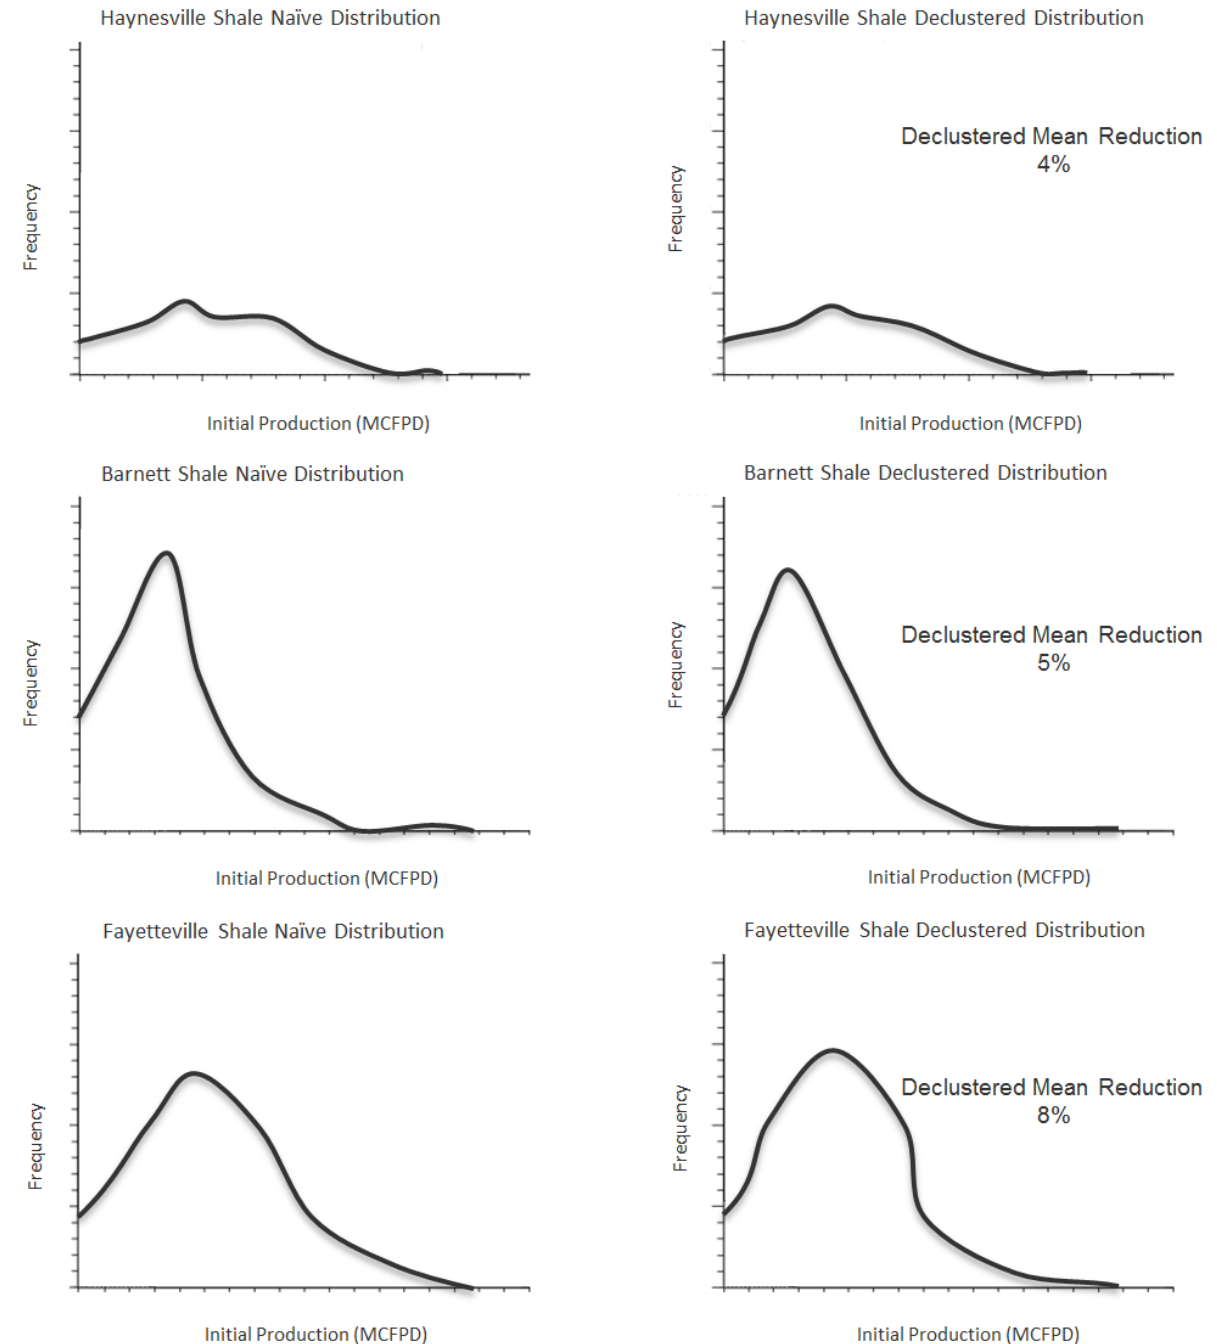 Haynesville Shale Naïve Distribution
Haynesville Shale Declustered Distribution
Frequency
Frequency
Declustered Mean Reduction
4%
Initial Production (MCFPD)
Initial Production (MCFPD)
Barnett Shale Naïve Distribution
Barnett Shale Declustered Distribution
Frequency
Frequency
Declustered Mean Reduction
5%
Initial Production (MCFPD)
Initial Production (MCFPD)
Fayetteville Shale Naïve Distribution
Fayetteville Shale Declustered Distribution
Frequency
Frequency
Declustered Mean Reduction
8%
Initial Production (MCFPD)
Initial Production (MCFPD)